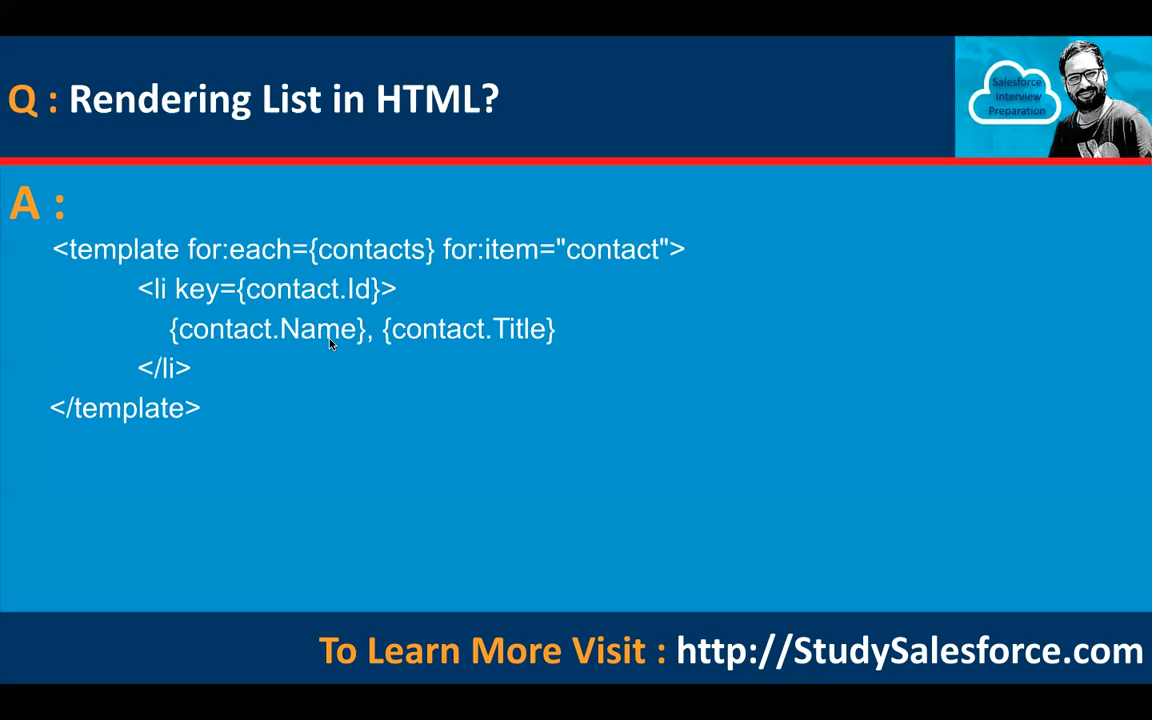 Q : Rendering List in HTML?
Salesforce
Interview
Preparation
A :
<template for:each={contacts} for:item="contact">
<li key={contact.Id}>
{contact.Name}, {contact.Title}
</li>
</template>
To Learn More Visit : http://StudySalesforce.com